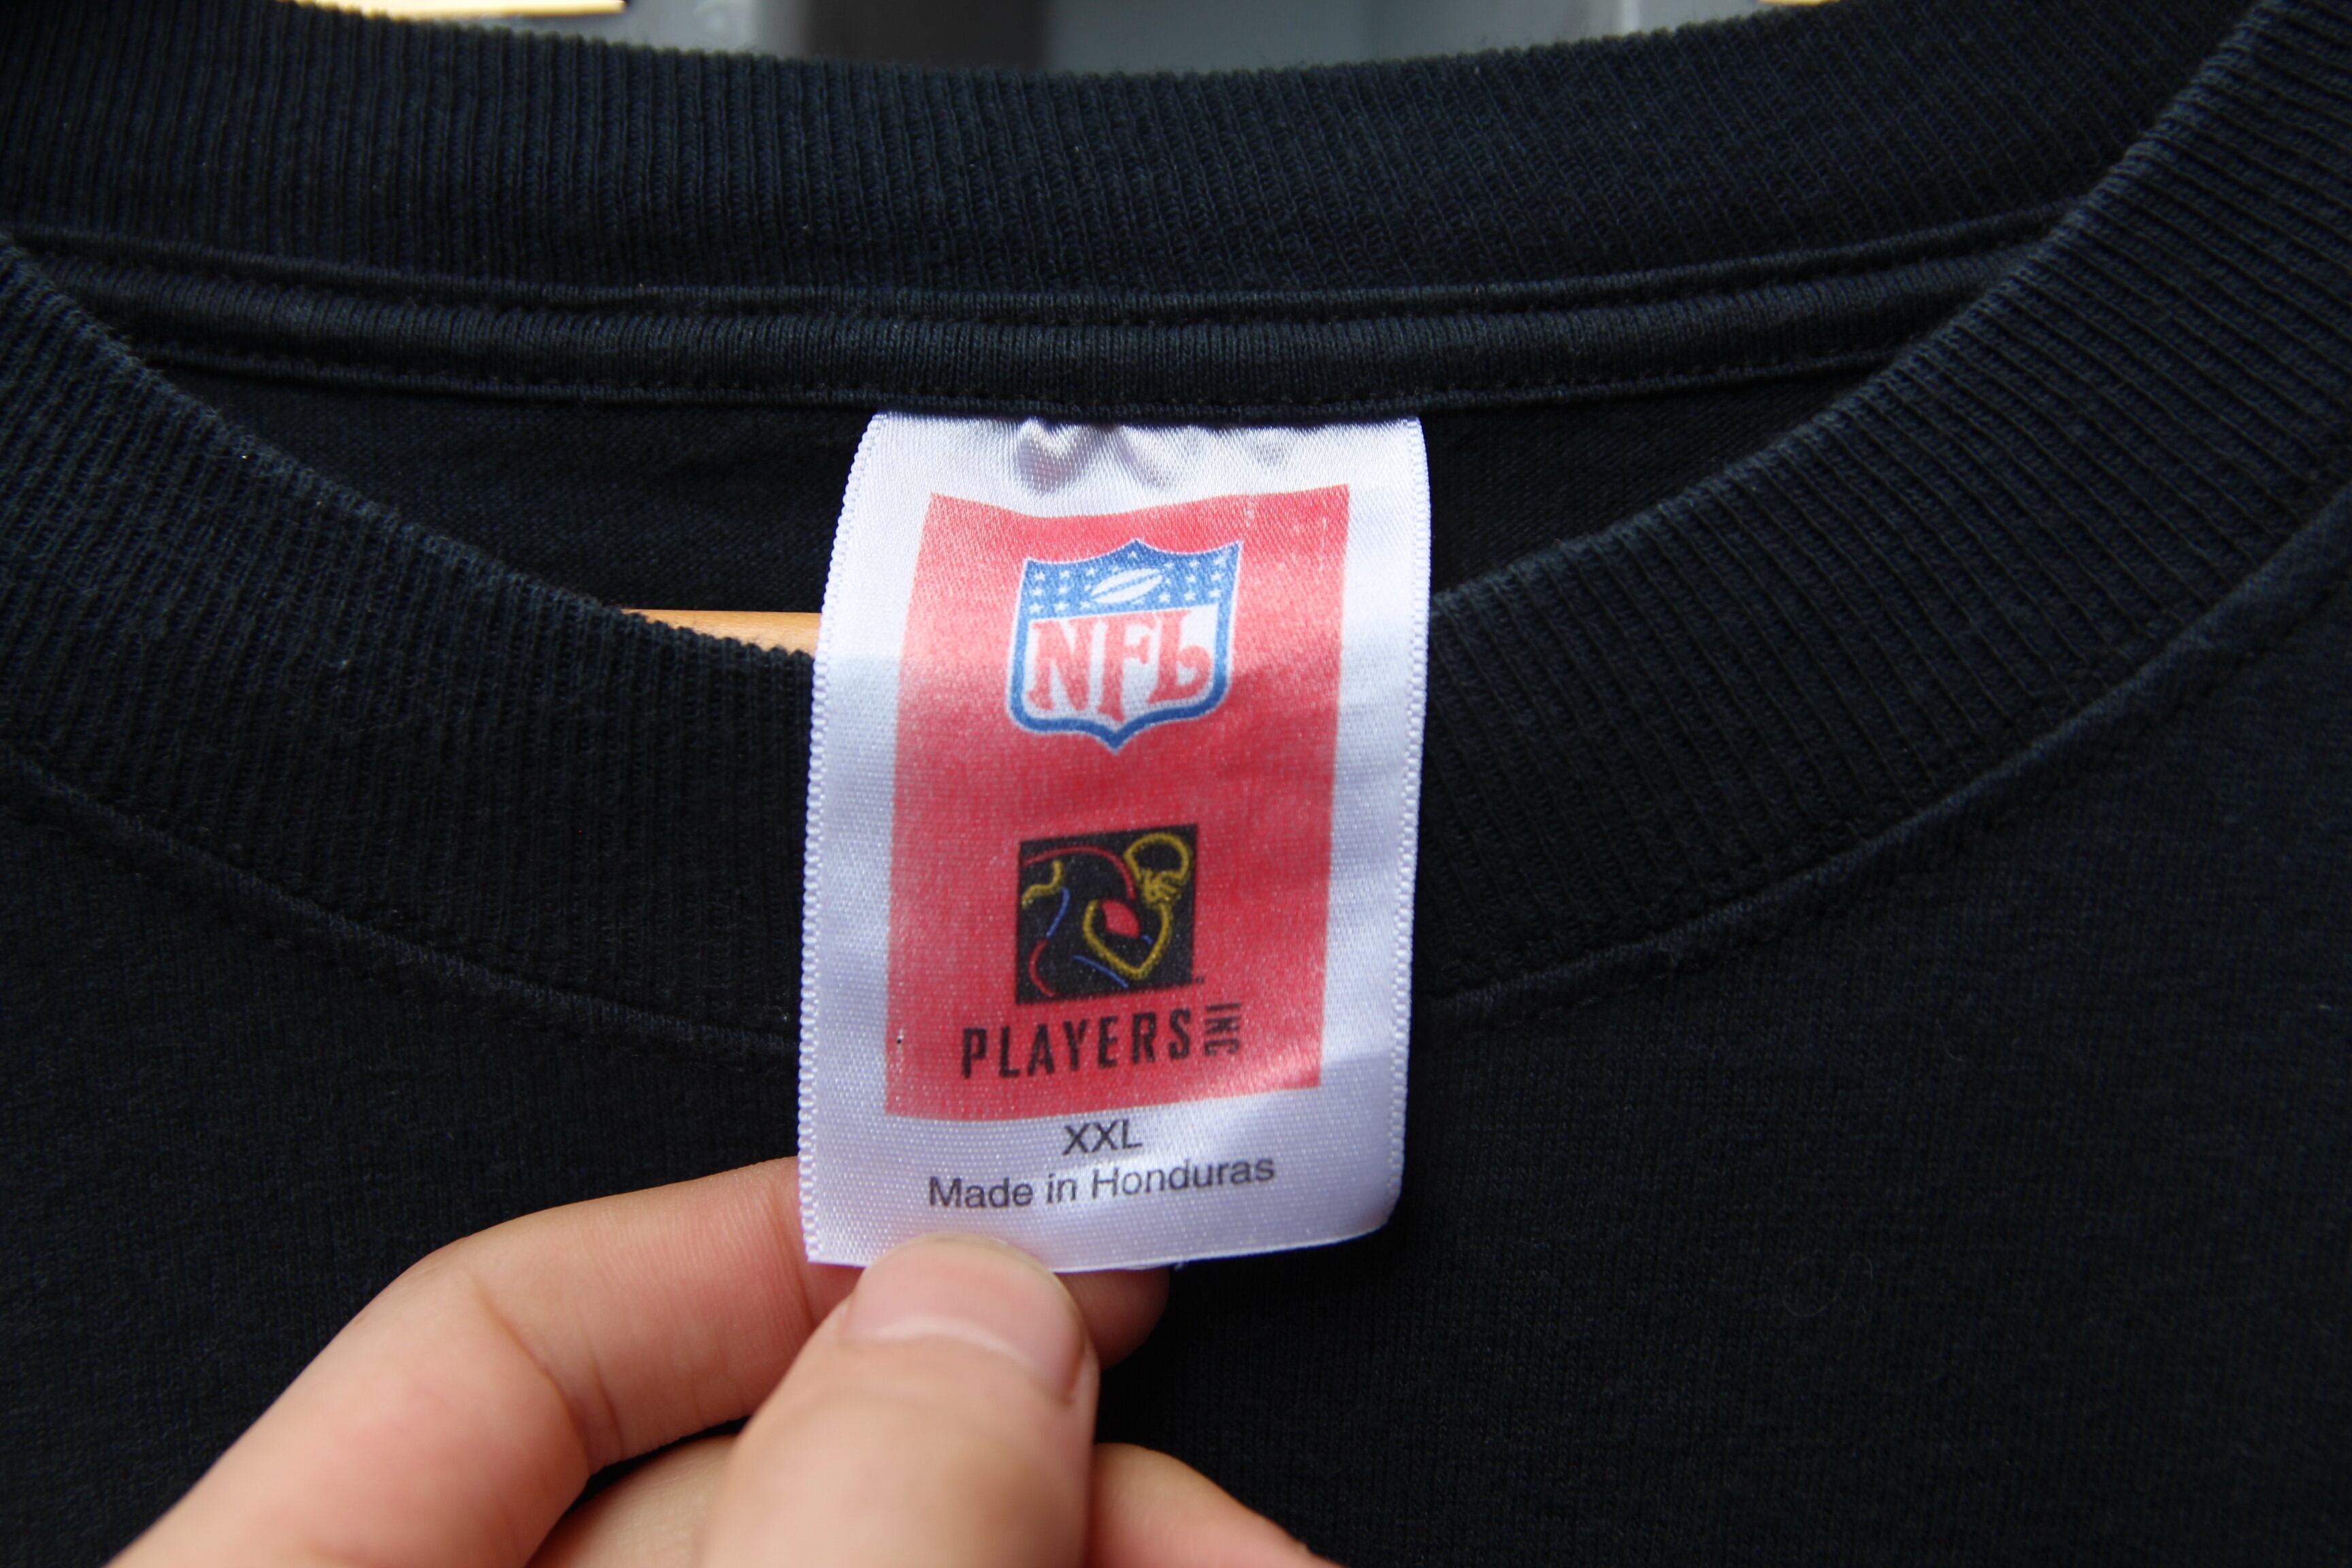 NFL
PLAYERS INC
XXL
Made in Honduras